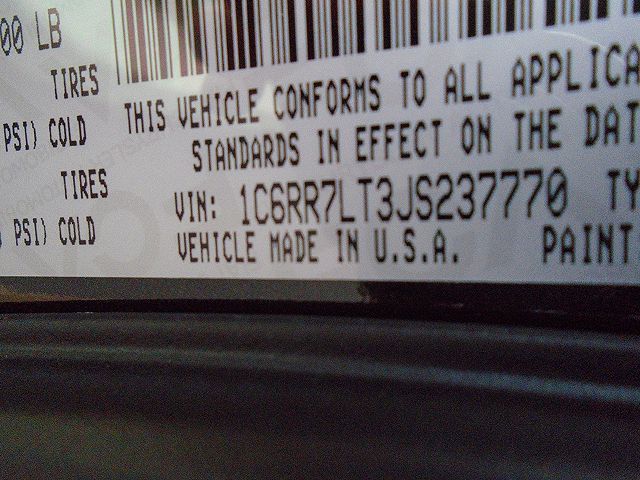 00 LB
TIRES
PSI) COLD
TIRES
PSI) COLD
THIS VEHICLE CONFORMS TO ALL APPLICA
STANDARDS IN EFFECT ON THE DAT
VIN: 1C6RR7LT3JS237770 TY
VEHICLE MADE IN U.S.A. PAINT